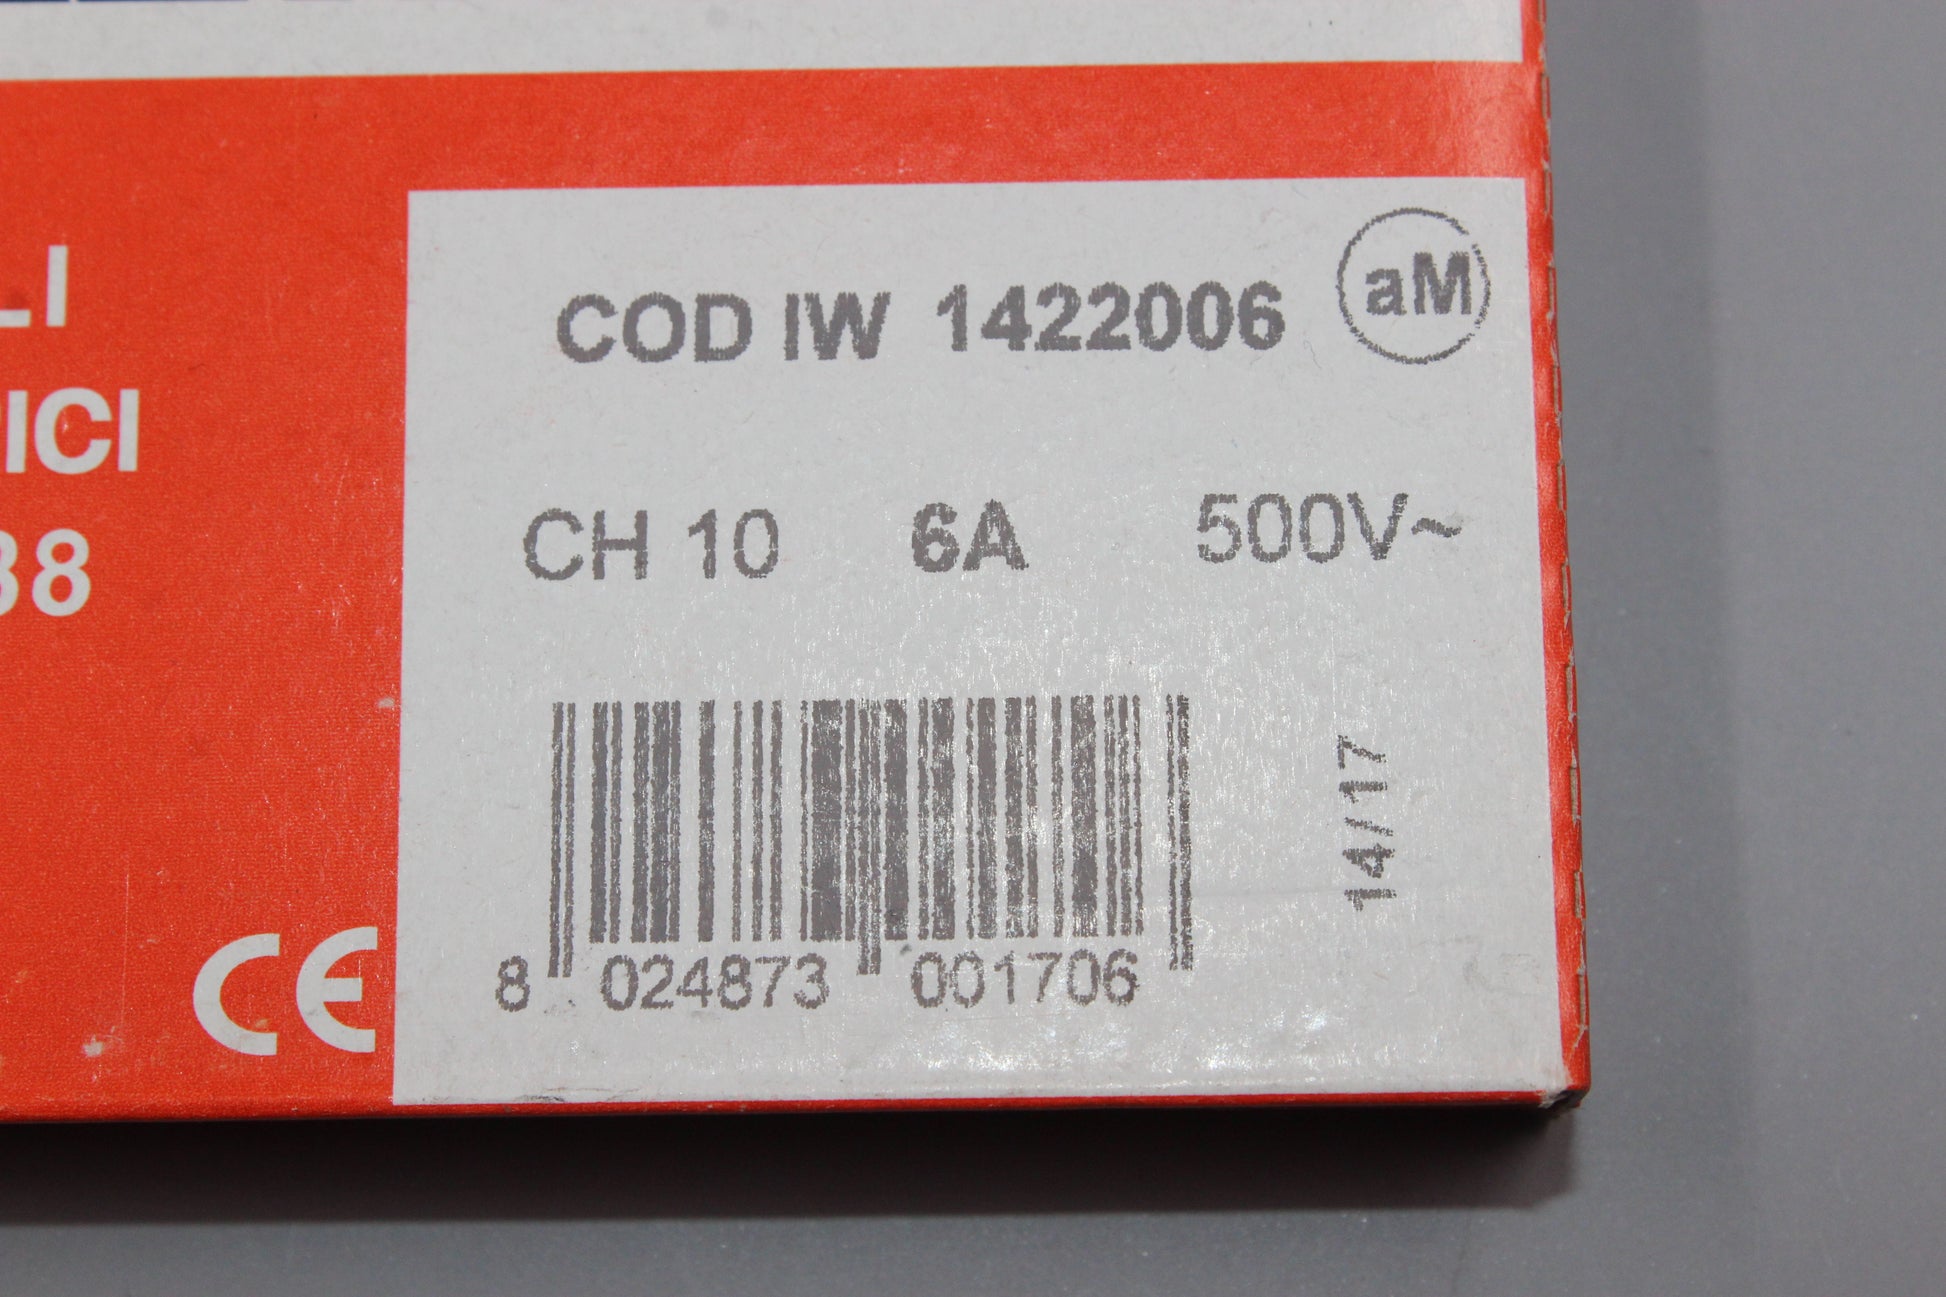 LI
ICI
38
CE
COD IW 1422006 aM
CH 10 6A 500V~
14/17
8 024873 001706